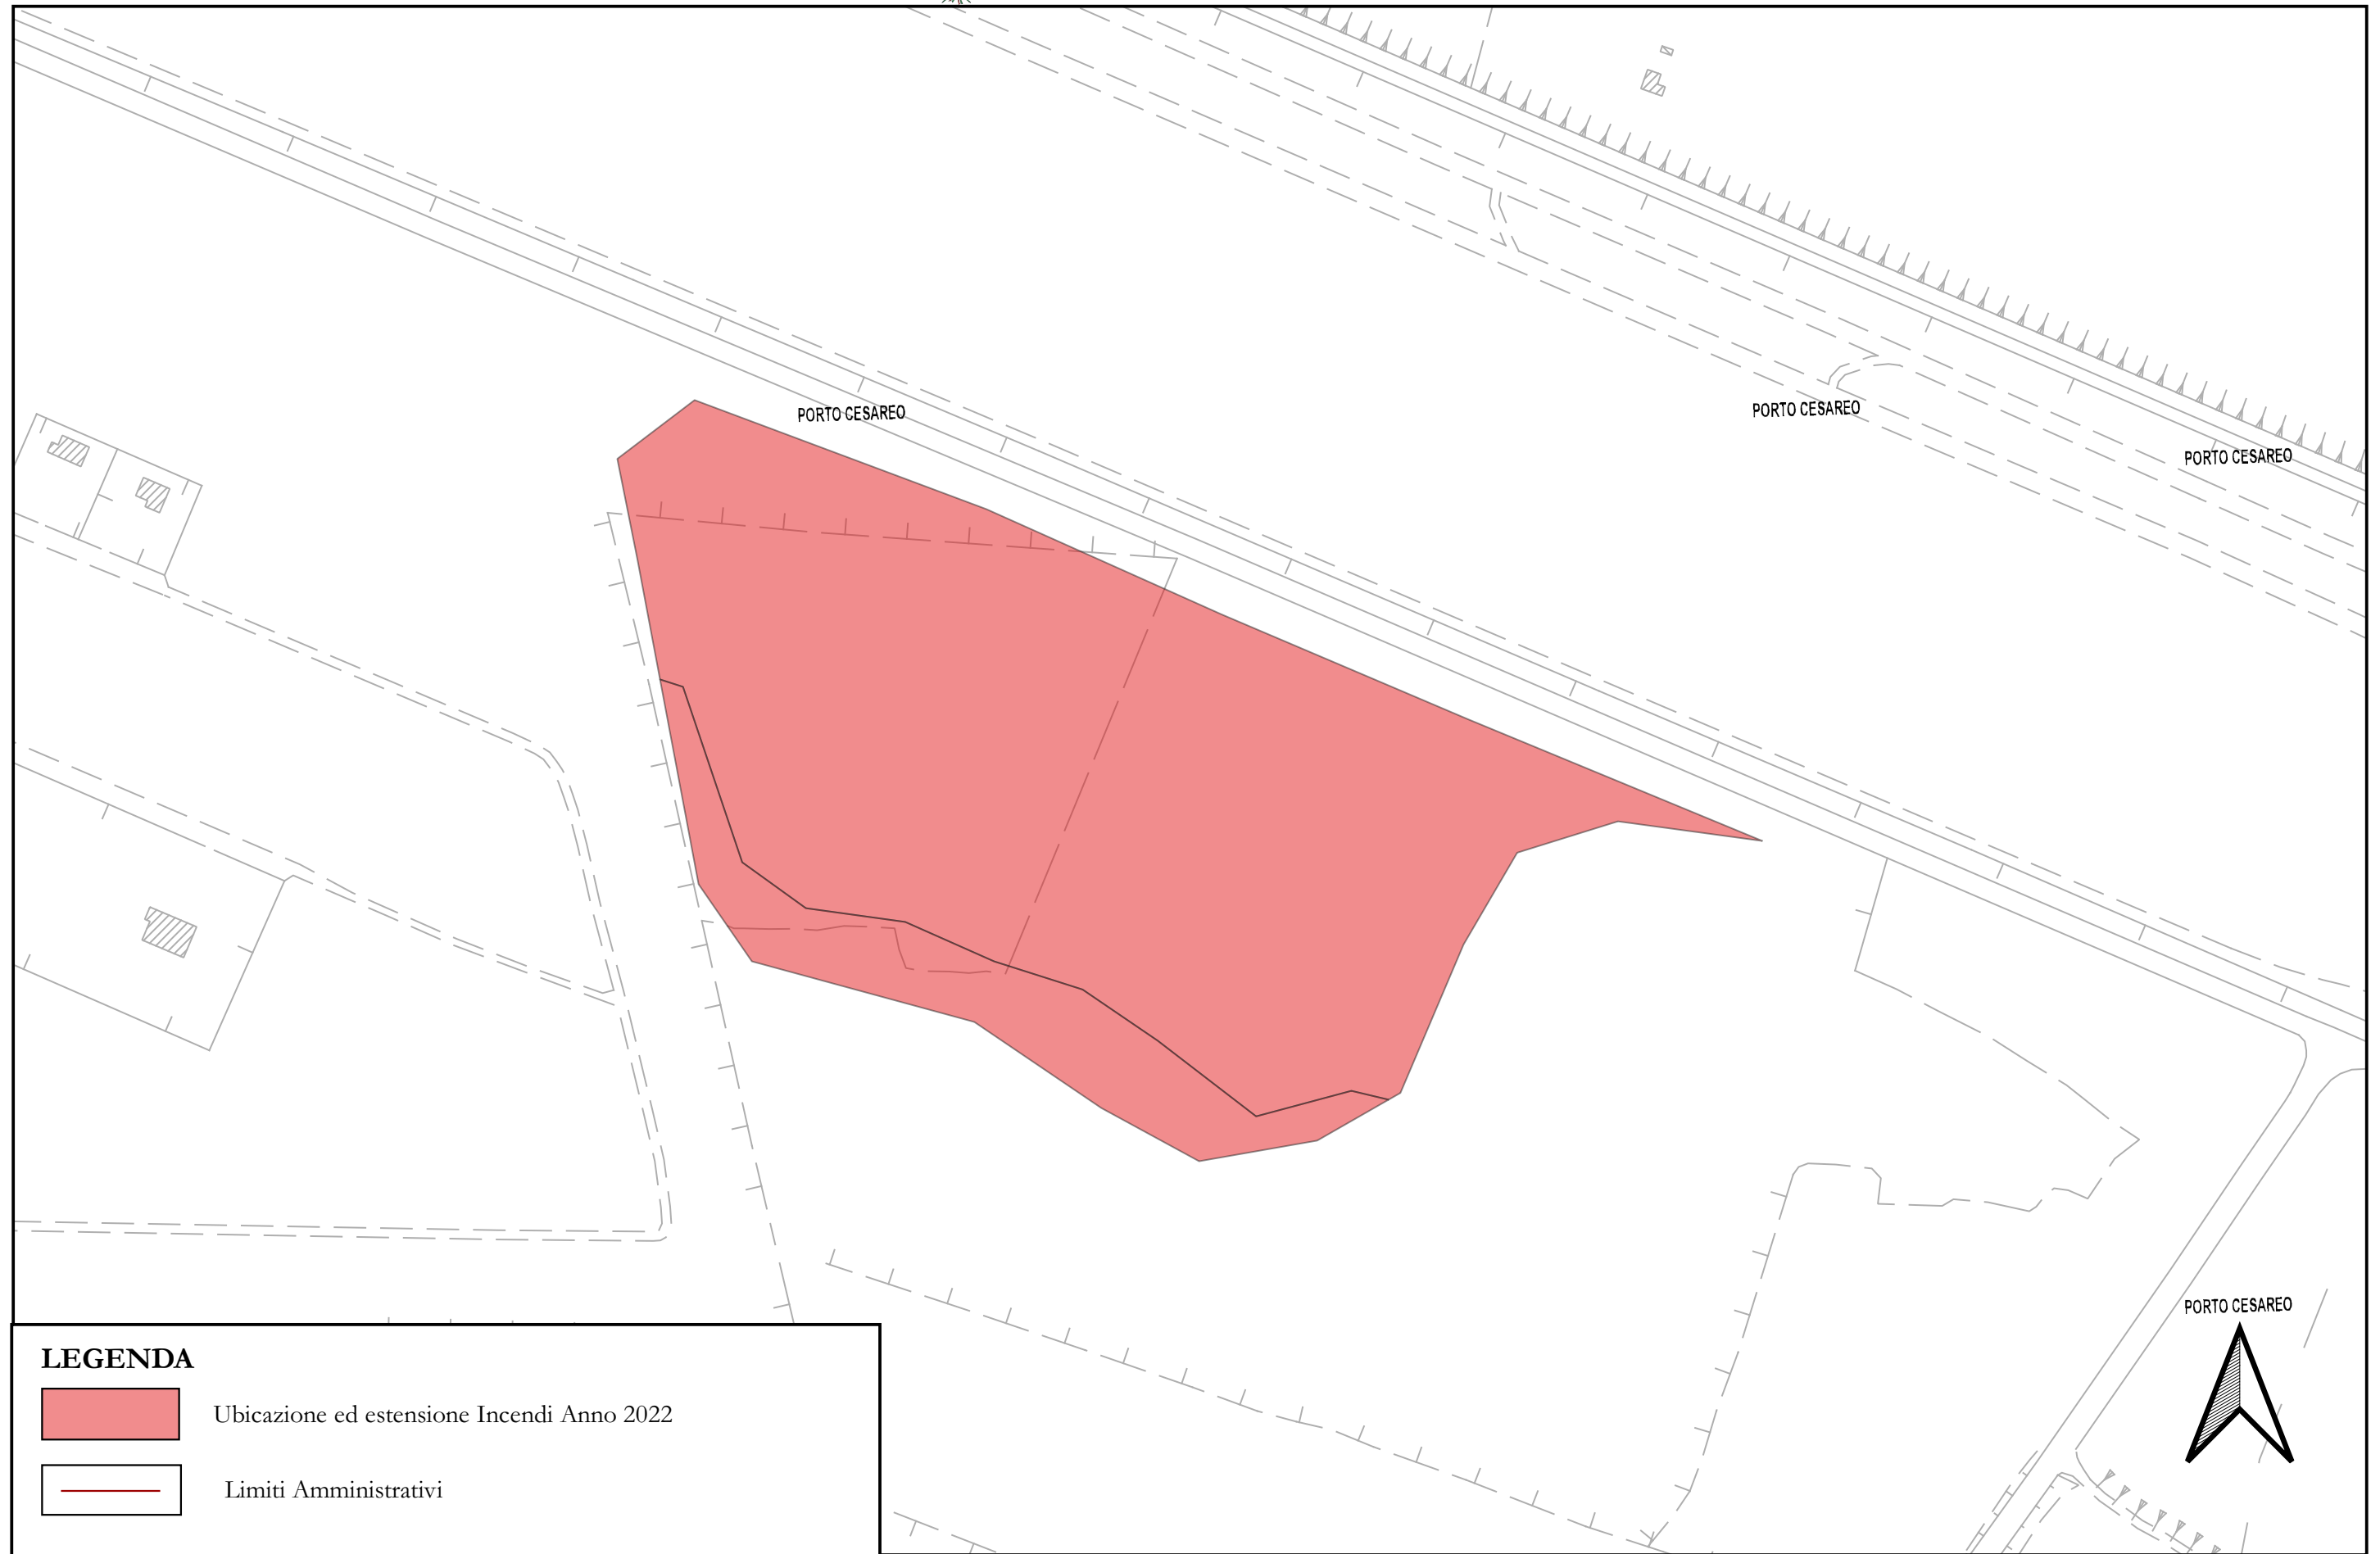 PORTO CESAREO
PORTO CESAREO
PORTO CESAREO
PORTO CESAREO
LEGENDA
Ubicazione ed estensione Incendi Anno 2022
Limiti Amministrativi